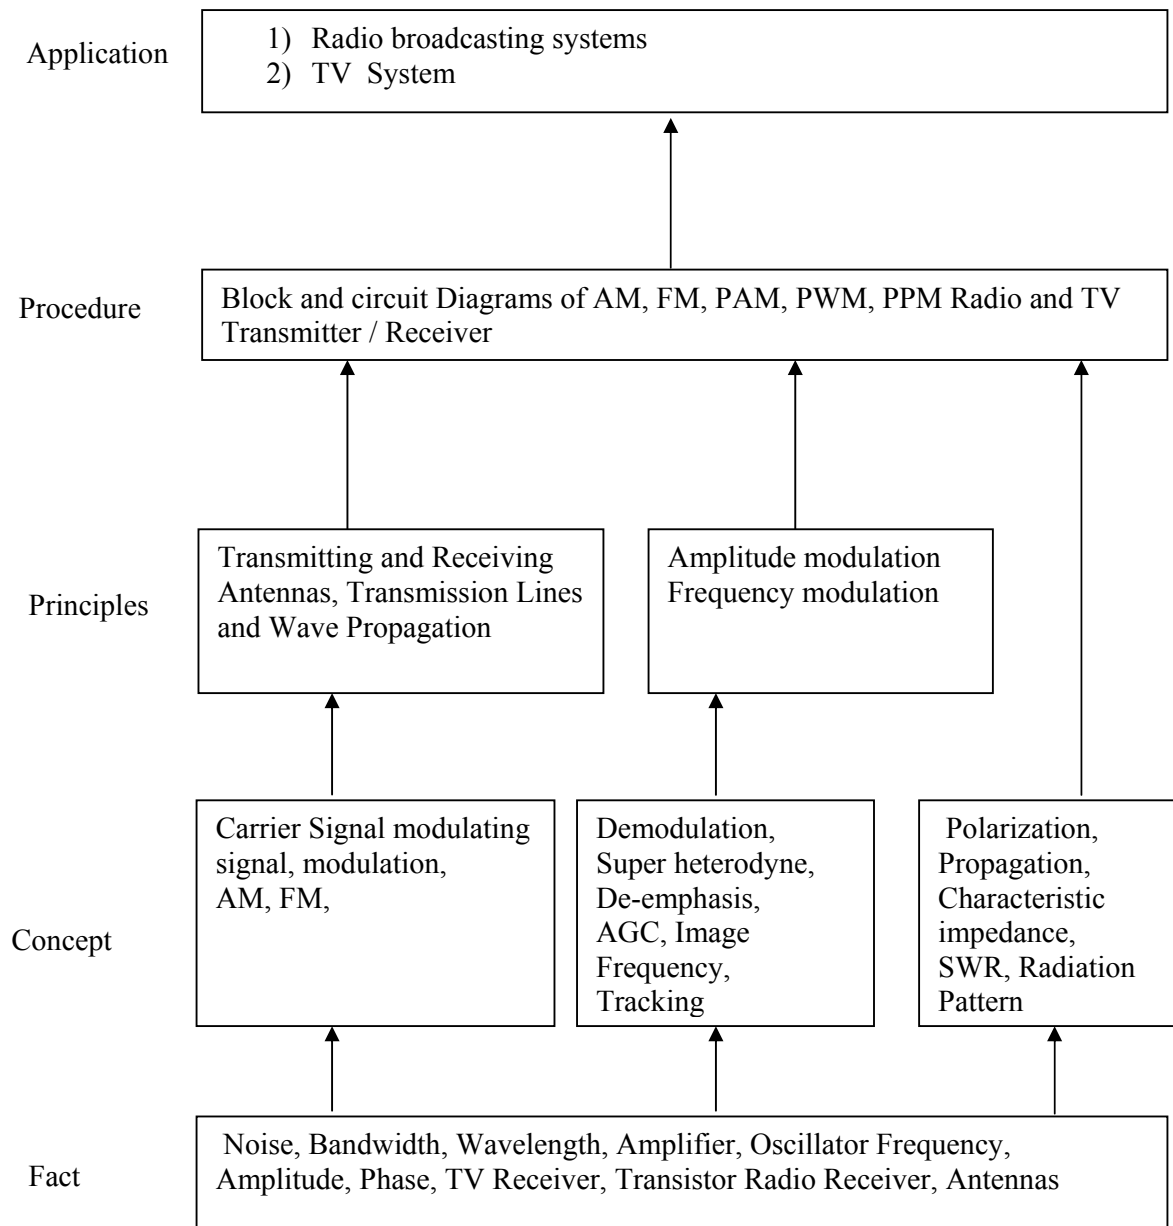 Application
1) Radio broadcasting systems
2) TV System
Procedure
Block and circuit Diagrams of AM, FM, PAM, PWM, PPM Radio and TV
Transmitter / Receiver
Principles
Transmitting and Receiving
Antennas, Transmission Lines
and Wave Propagation
Amplitude modulation
Frequency modulation
Concept
Carrier Signal modulating
signal, modulation,
AM, FM,
Demodulation,
Super heterodyne,
De-emphasis,
AGC, Image
Frequency,
Tracking
Polarization,
Propagation,
Characteristic
impedance,
SWR, Radiation
Pattern
Fact
Noise, Bandwidth, Wavelength, Amplifier, Oscillator Frequency,
Amplitude, Phase, TV Receiver, Transistor Radio Receiver, Antennas